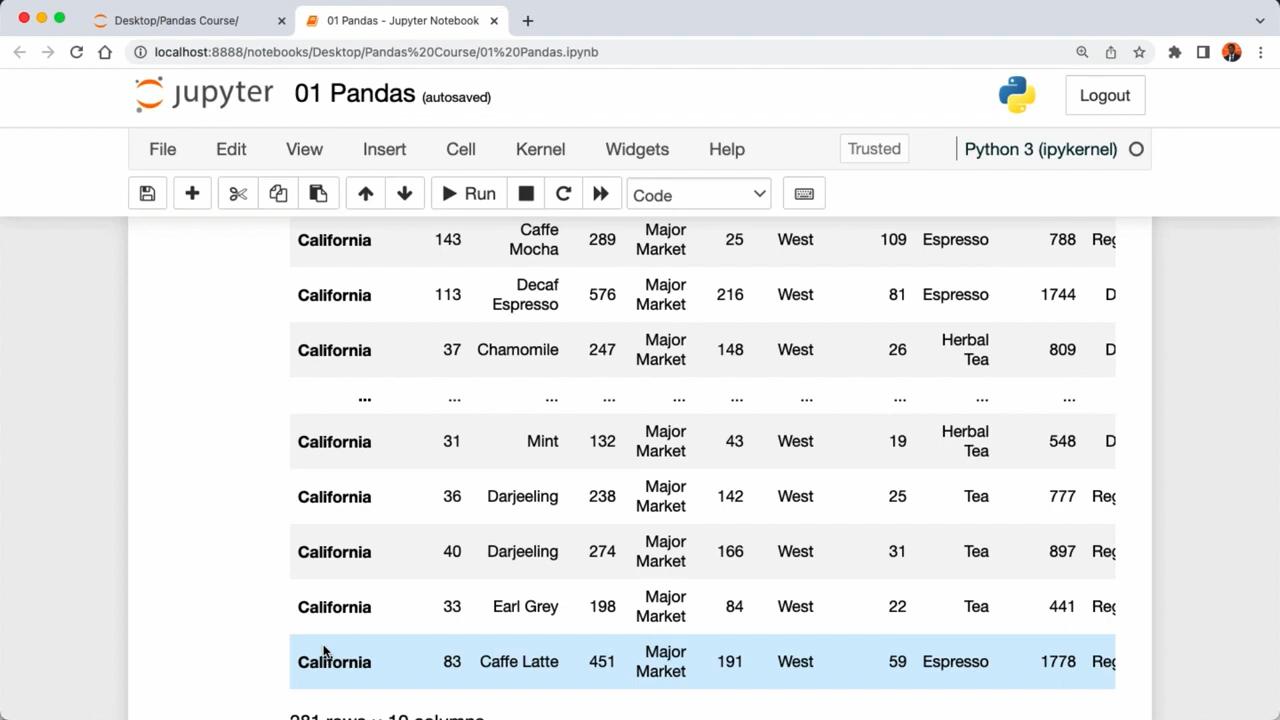 Desktop/Pandas Course/
01 Pandas - Jupyter Notebook
localhost:8888/notebooks/Desktop/Pandas%20Course/01%20Pandas.ipynb
jupyter 01 Pandas (autosaved)
Logout
File Edit View Insert Cell Kernel Widgets Help Trusted Python 3 (ipykernel)
Run Code
California 143 Caffe Mocha 289 Major Market 25 West 109 Espresso 788 Reg
California 113 Decaf Espresso 576 Major Market 216 West 81 Espresso 1744 D
California 37 Chamomile 247 Major Market 148 West 26 Herbal Tea 809 D
... ... ... ... ... ... ... ... ... ...
California 31 Mint 132 Major Market 43 West 19 Herbal Tea 548 D
California 36 Darjeeling 238 Major Market 142 West 25 Tea 777 Reg
California 40 Darjeeling 274 Major Market 166 West 31 Tea 897 Reg
California 33 Earl Grey 198 Major Market 84 West 22 Tea 441 Reg
California 83 Caffe Latte 451 Major Market 191 West 59 Espresso 1778 Reg